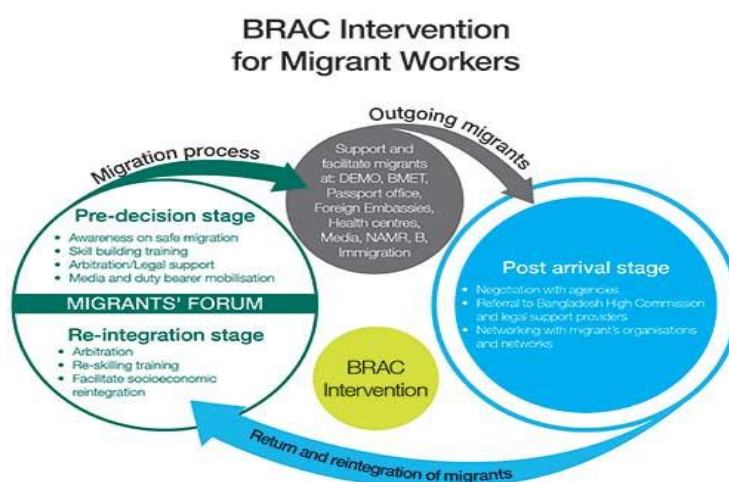 BRAC Intervention
for Migrant Workers
Migration process
Outgoing migrants
Support and
facilitate migrants
at: DEMO, BMET,
Passport office,
Foreign Embassies,
Health centres,
Media, NAMR, B,
Immigration
Pre-decision stage
• Awareness on safe migration
• Skill building training
• Arbitration/Legal support
• Media and duty bearer mobilisation
MIGRANTS' FORUM
Re-integration stage
• Arbitration
• Re-skilling training
• Facilitate socioeconomic
reintegration
Post arrival stage
• Negotiation with agencies
• Referral to Bangladesh High Commission
and legal support providers
• Networking with migrant's organisations
and networks
BRAC
Intervention
Return and reintegration of migrants